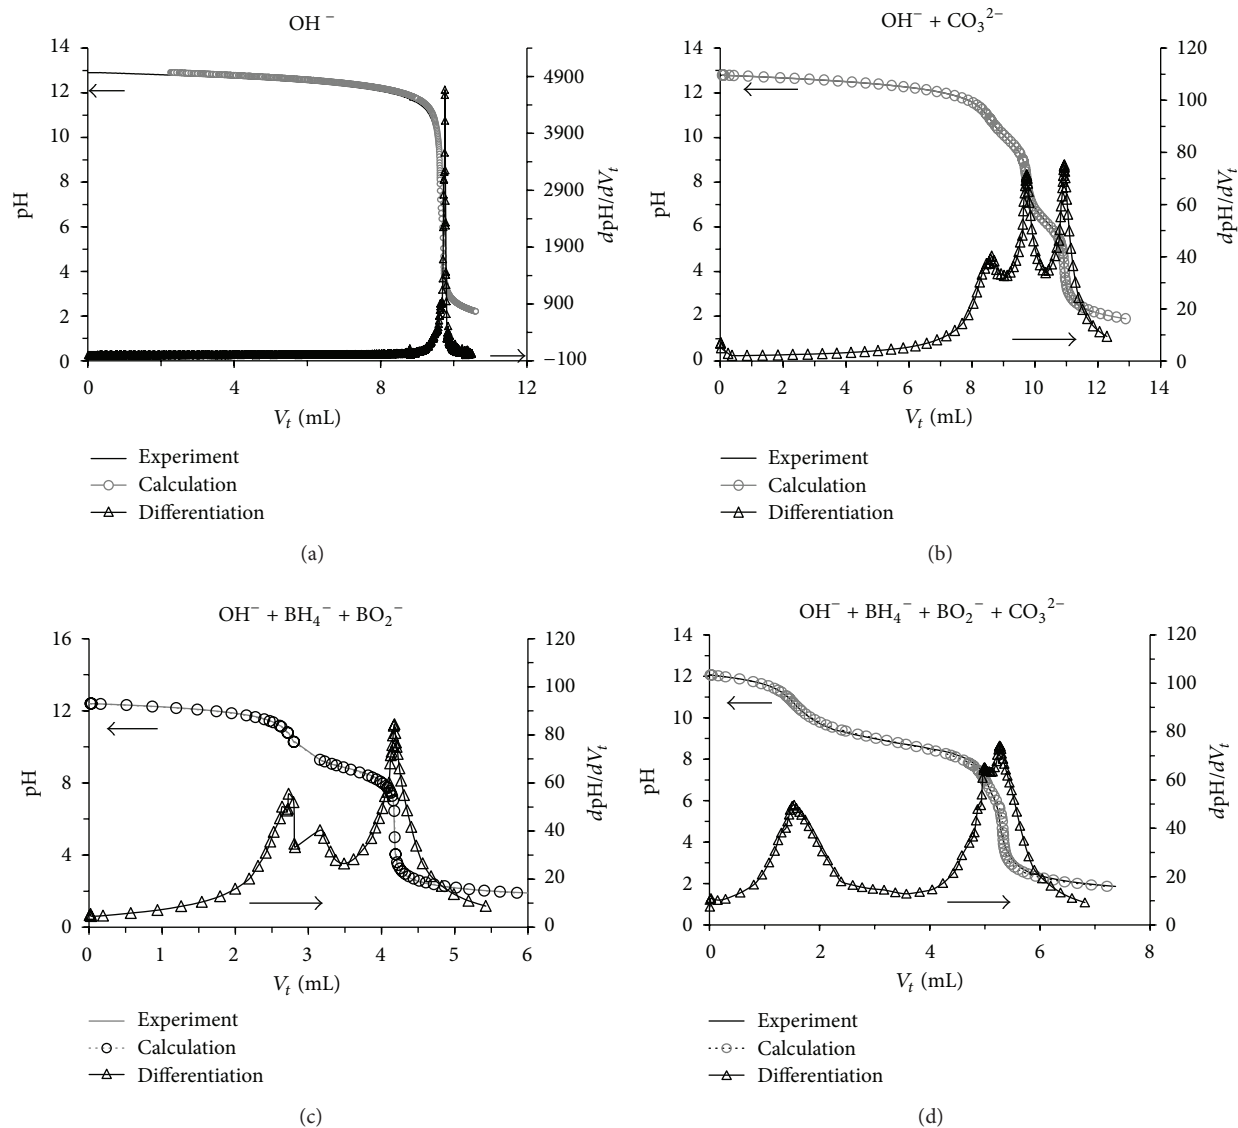 OH⁻
14
12
10
8
6
4
2
0
pH
4900
3900
2900
1900
900
−100
dpH/dVₜ
0 4 8 10 12
Vₜ (mL)
Experiment
Calculation
Differentiation
(a)
OH⁻ + CO₃²⁻
14
12
10
8
6
4
2
0
pH
120
100
80
60
40
20
0
dpH/dVₜ
0 2 4 6 8 10 12 14
Vₜ (mL)
Experiment
Calculation
Differentiation
(b)
OH⁻ + BH₄⁻ + BO₂⁻
16
12
8
4
0
pH
120
100
80
60
40
20
0
dpH/dVₜ
0 1 2 3 4 5 6
Vₜ (mL)
Experiment
Calculation
Differentiation
(c)
OH⁻ + BH₄⁻ + BO₂⁻ + CO₃²⁻
14
12
10
8
6
4
2
0
pH
120
100
80
60
40
20
0
dpH/dVₜ
0 2 4 6 8
Vₜ (mL)
Experiment
Calculation
Differentiation
(d)